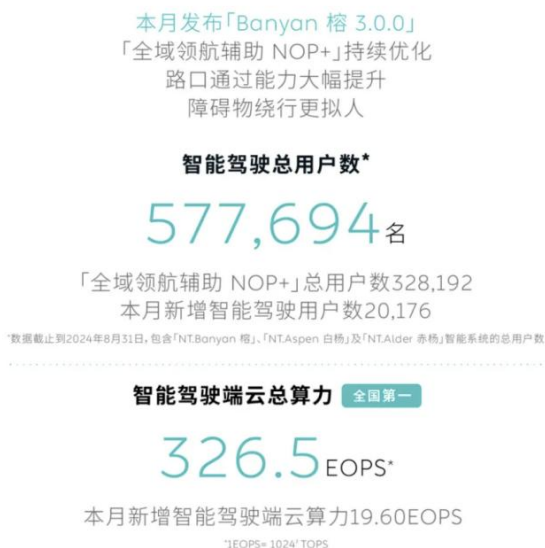 本月发布「Banyan 榕 3.0.0」
「全域领航辅助 NOP+」持续优化
路口通过能力大幅提升
障碍物绕行更拟人
智能驾驶总用户数*
577,694名
「全域领航辅助 NOP+」总用户数328,192
本月新增智能驾驶用户数20,176
*数据截止到2024年8月31日，包含「NT.Banyan 榕」、「NT.Aspen 白杨」及「NT.Alder 赤杨」智能系统的总用户数
智能驾驶端云总算力 全国第一
326.5EOPS*
本月新增智能驾驶端云算力19.60EOPS
*1EOPS= 1024² TOPS